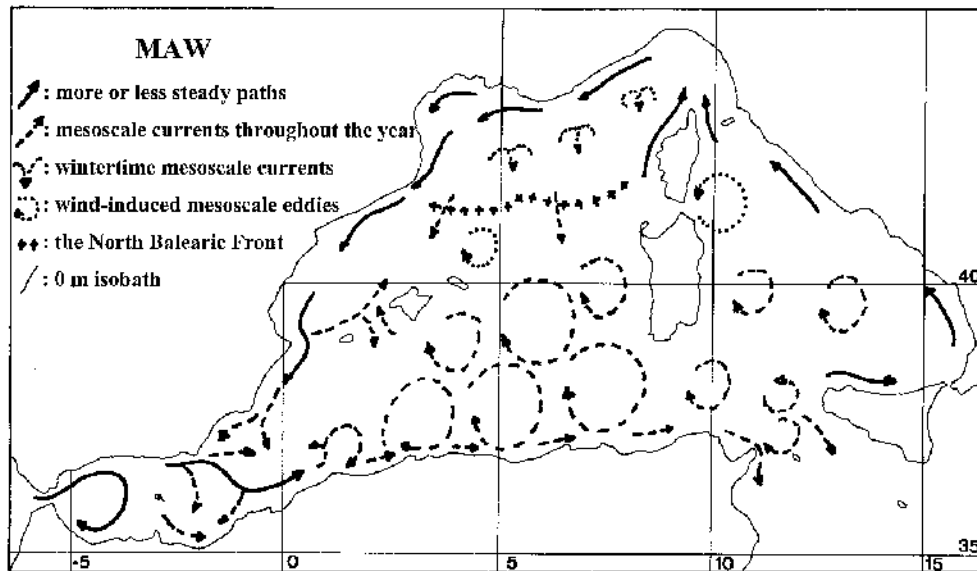 MAW
: more or less steady paths
: mesoscale currents throughout the year
: wintertime mesoscale currents
: wind-induced mesoscale eddies
: the North Balearic Front
: 0 m isobath
40
-5
0
5
10
15
35